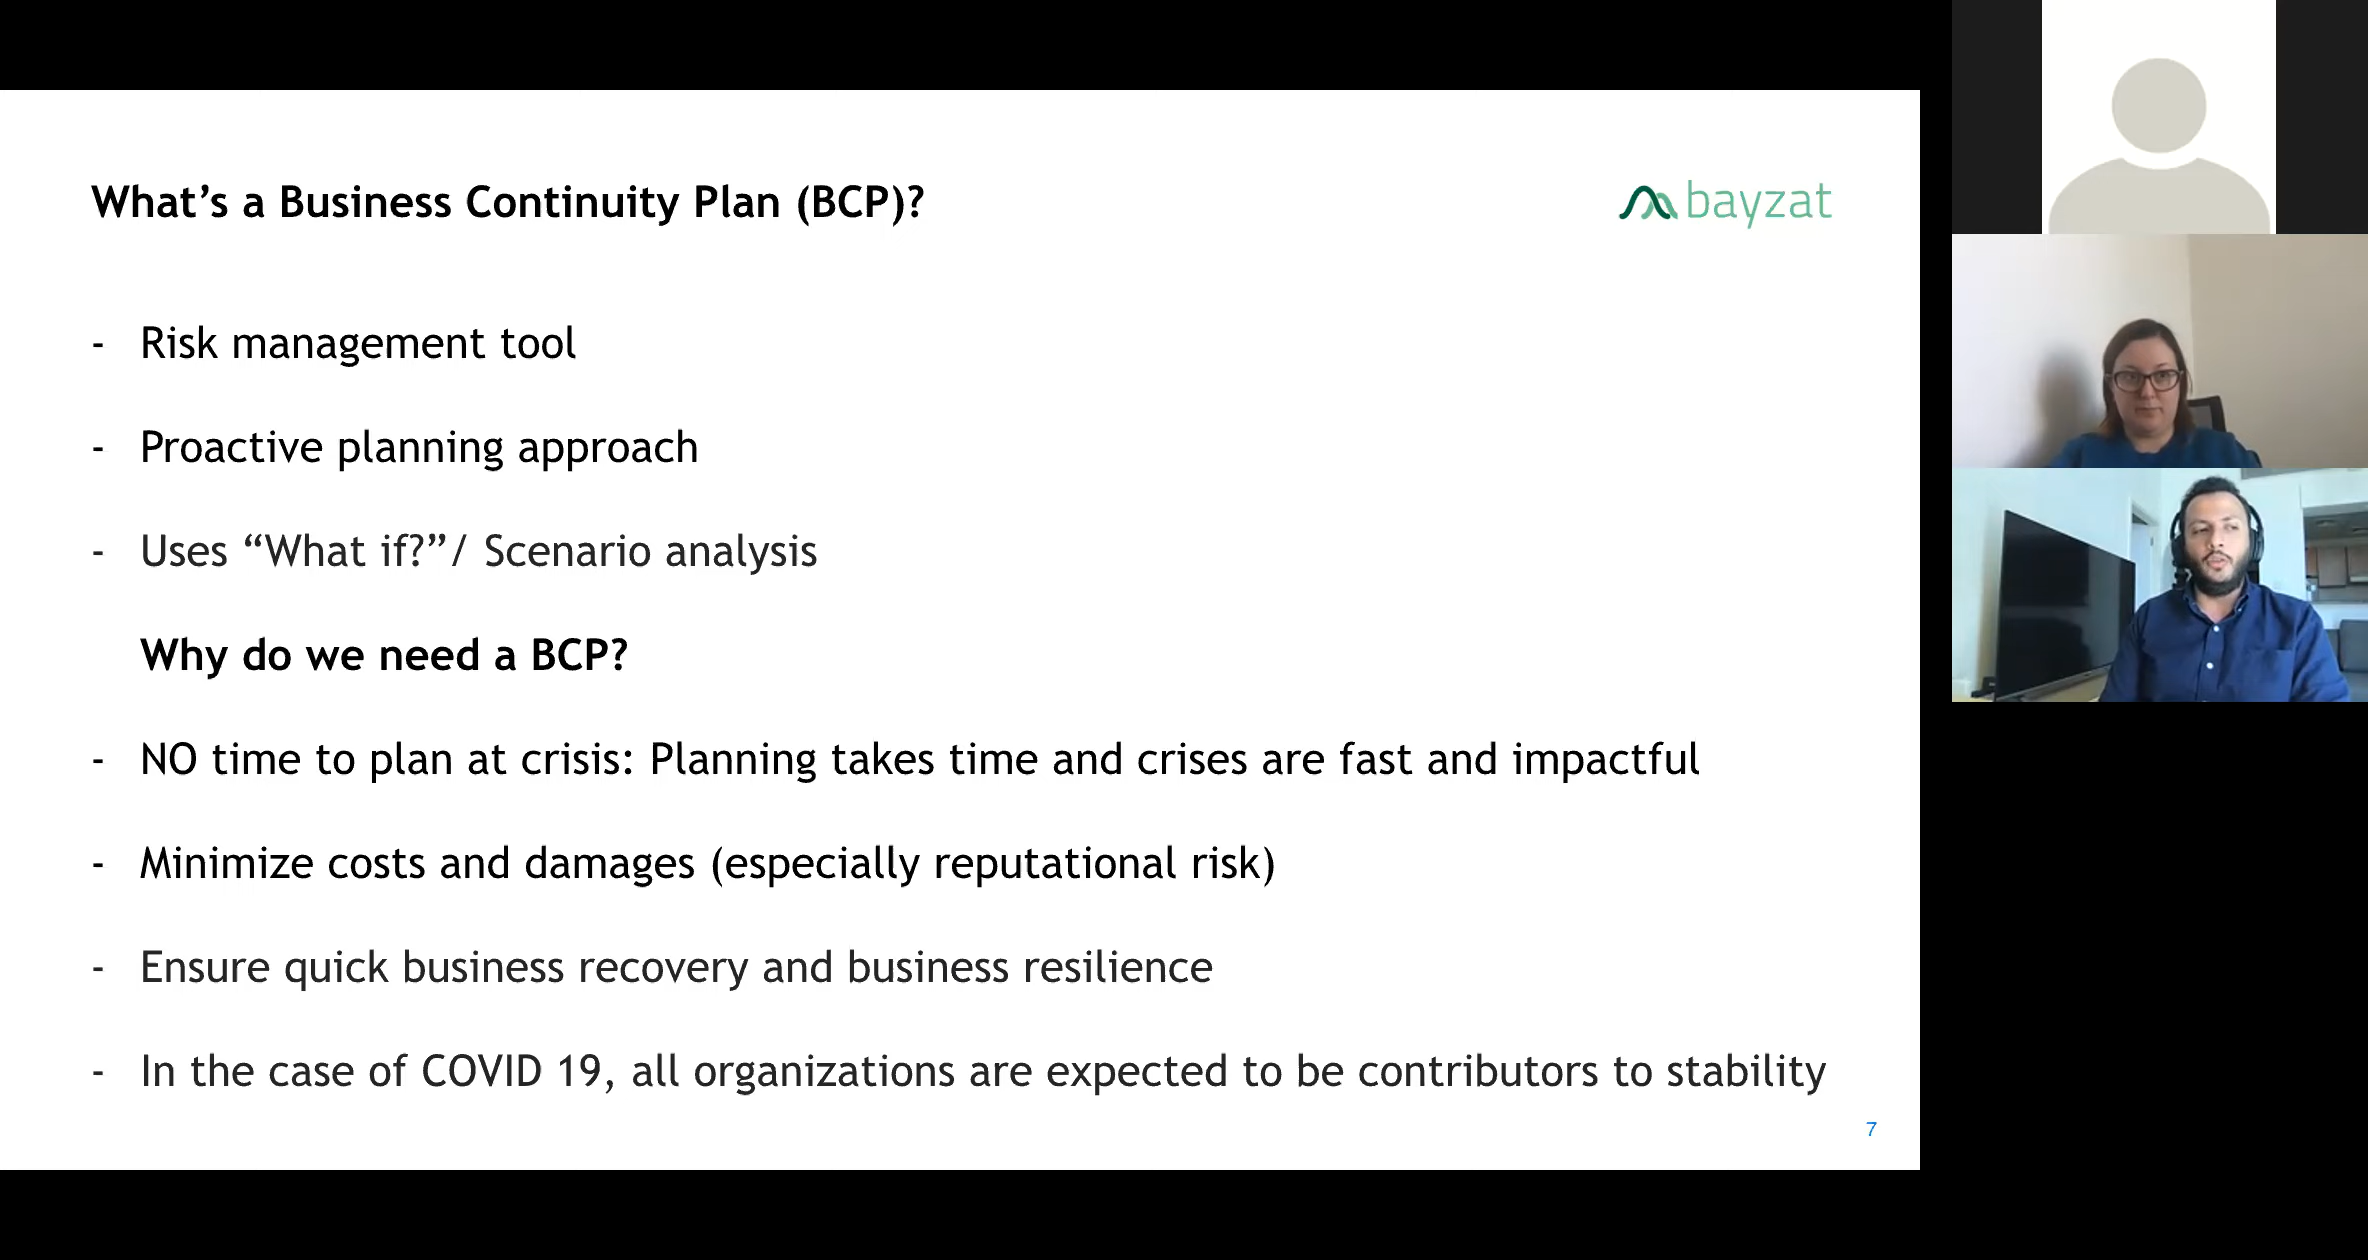 What’s a Business Continuity Plan (BCP)?
bayzat
- Risk management tool
- Proactive planning approach
- Uses “What if?”/ Scenario analysis
Why do we need a BCP?
- NO time to plan at crisis: Planning takes time and crises are fast and impactful
- Minimize costs and damages (especially reputational risk)
- Ensure quick business recovery and business resilience
- In the case of COVID 19, all organizations are expected to be contributors to stability
7